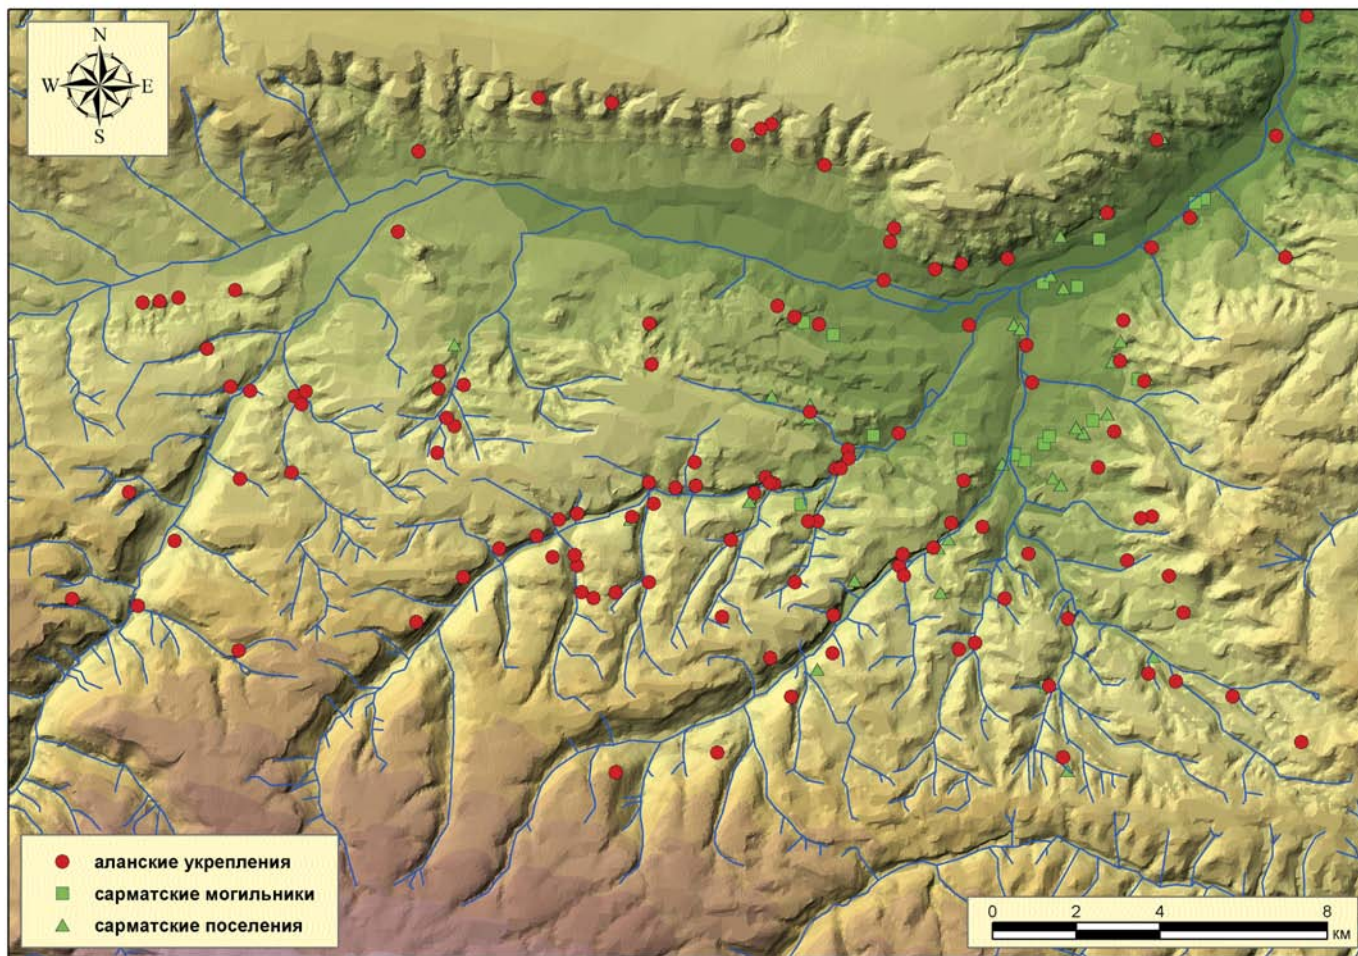 N
W E
S
аланские укрепления
сарматские могильники
сарматские поселения
0 2 4 8
км